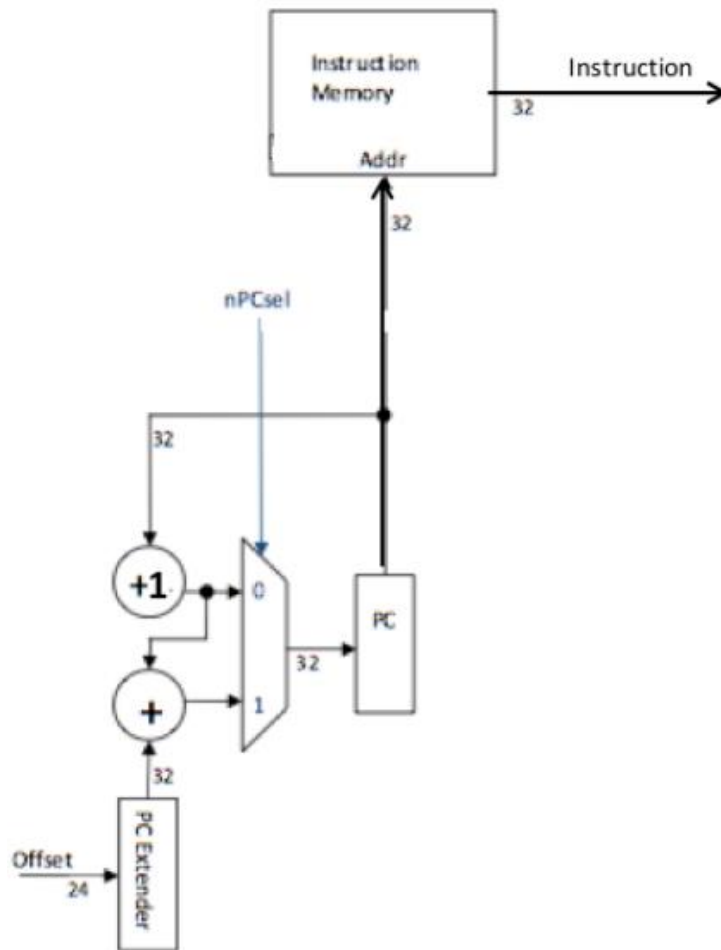 Instruction
Memory
Instruction
32
Addr
32
nPCsel
32
+1
0
PC
32
+
1
32
PC Extender
Offset
24